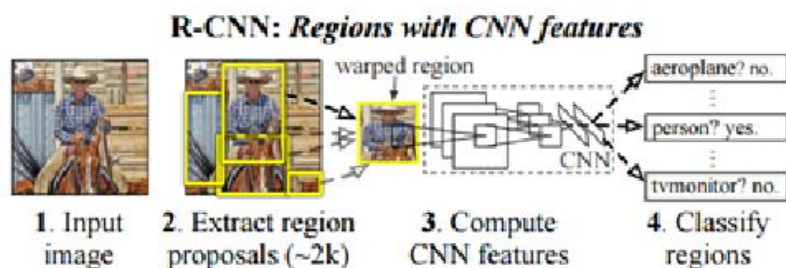 R-CNN: Regions with CNN features
warped region
aeroplane? no.
person? yes.
tvmonitor? no.
CNN
1. Input
image
2. Extract region
proposals (~2k)
3. Compute
CNN features
4. Classify
regions